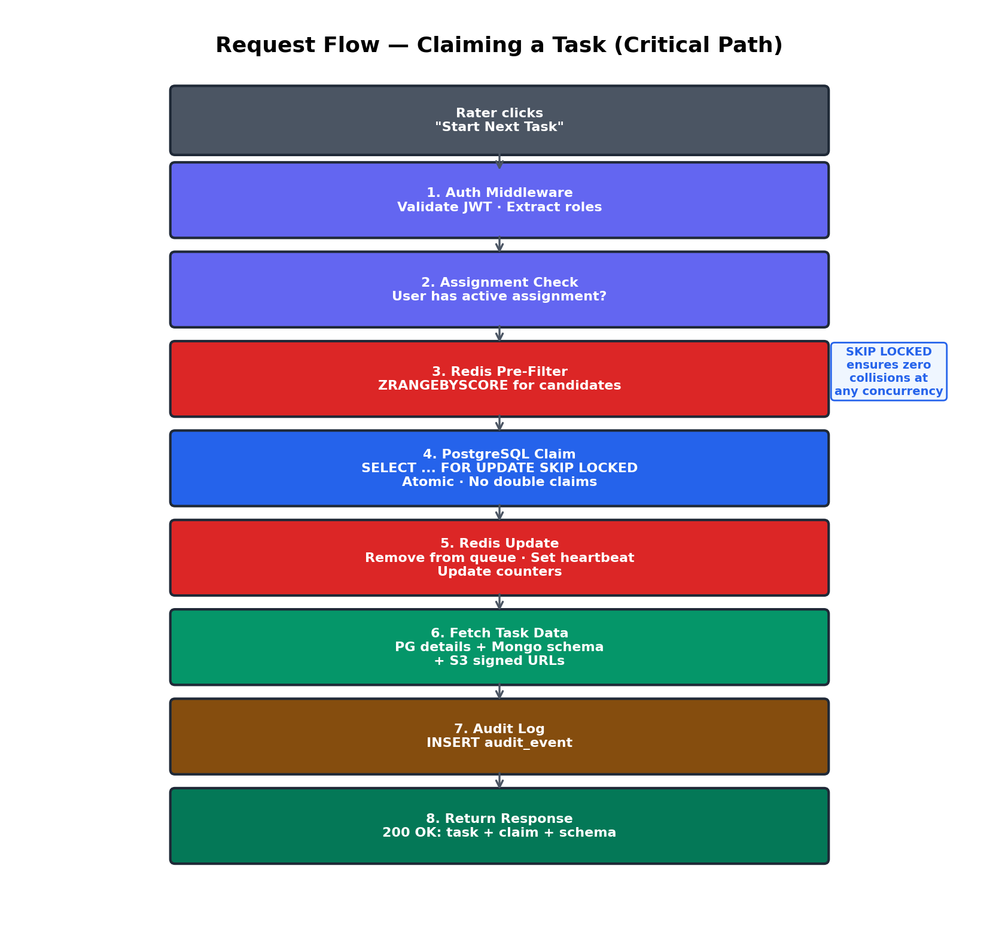 Request Flow — Claiming a Task (Critical Path)
Rater clicks
"Start Next Task"
1. Auth Middleware
Validate JWT · Extract roles
2. Assignment Check
User has active assignment?
3. Redis Pre-Filter
ZRANGEBYSCORE for candidates
SKIP LOCKED
ensures zero
collisions at
any concurrency
4. PostgreSQL Claim
SELECT ... FOR UPDATE SKIP LOCKED
Atomic · No double claims
5. Redis Update
Remove from queue · Set heartbeat
Update counters
6. Fetch Task Data
PG details + Mongo schema
+ S3 signed URLs
7. Audit Log
INSERT audit_event
8. Return Response
200 OK: task + claim + schema